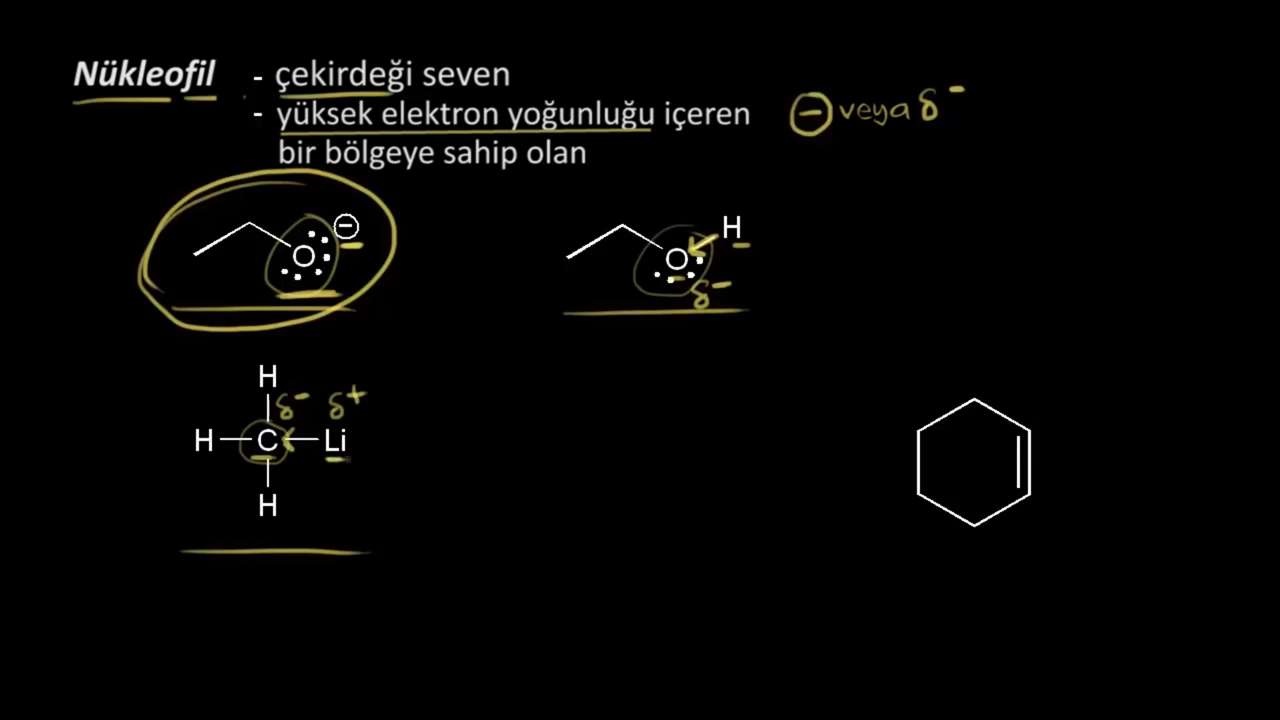 Nükleofil - çekirdeği seven
- yüksek elektron yoğunluğu içeren ⊖ veya δ⁻
bir bölgeye sahip olan
O ⊖
H
O
δ⁻
H
δ⁻ δ⁺
H C Li
H